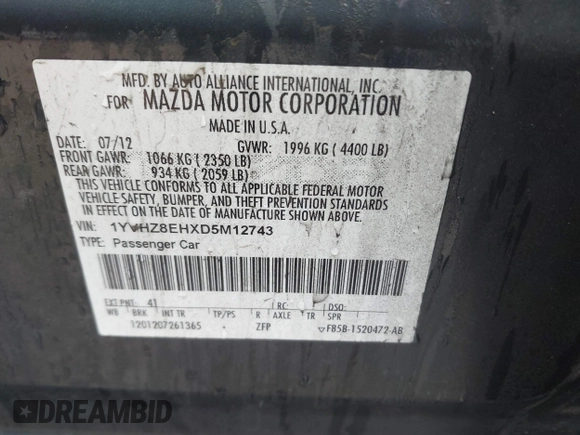 MFD. BY AUTO ALLIANCE INTERNATIONAL, INC.
FOR MAZDA MOTOR CORPORATION
MADE IN U.S.A.
DATE: 07/12 GVWR: 1996 KG ( 4400 LB)
FRONT GAWR: 1066 KG ( 2350 LB)
REAR GAWR: 934 KG ( 2059 LB)
THIS VEHICLE CONFORMS TO ALL APPLICABLE FEDERAL MOTOR
VEHICLE SAFETY, BUMPER, AND THEFT PREVENTION STANDARDS
IN EFFECT ON THE DATE OF MANUFACTURE SHOWN ABOVE.
VIN: 1YVHZ8EHXD5M12743
TYPE: Passenger Car
EXT PNT: 41 RC: DSO:
WB BRK INT TR TP/PS R AXLE TR SPR
1201207261365 ZFP FB5B-1520472-AB
DREAMBID